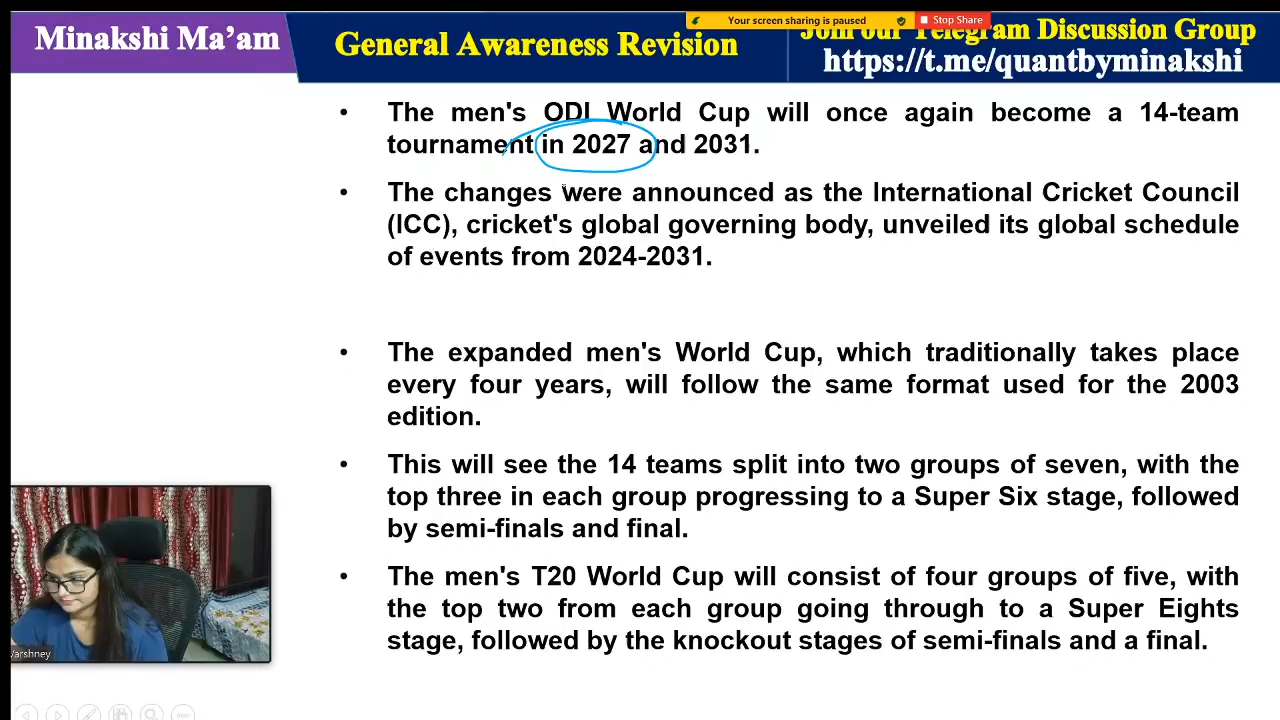 Minakshi Ma’am
General Awareness Revision
Your screen sharing is paused
Stop Share
Join our Telegram Discussion Group
https://t.me/quantbyminakshi
• The men's ODI World Cup will once again become a 14-team
tournament in 2027 and 2031.
• The changes were announced as the International Cricket Council
(ICC), cricket's global governing body, unveiled its global schedule
of events from 2024-2031.
• The expanded men's World Cup, which traditionally takes place
every four years, will follow the same format used for the 2003
edition.
• This will see the 14 teams split into two groups of seven, with the
top three in each group progressing to a Super Six stage, followed
by semi-finals and final.
• The men's T20 World Cup will consist of four groups of five, with
the top two from each group going through to a Super Eights
stage, followed by the knockout stages of semi-finals and a final.
Varshney